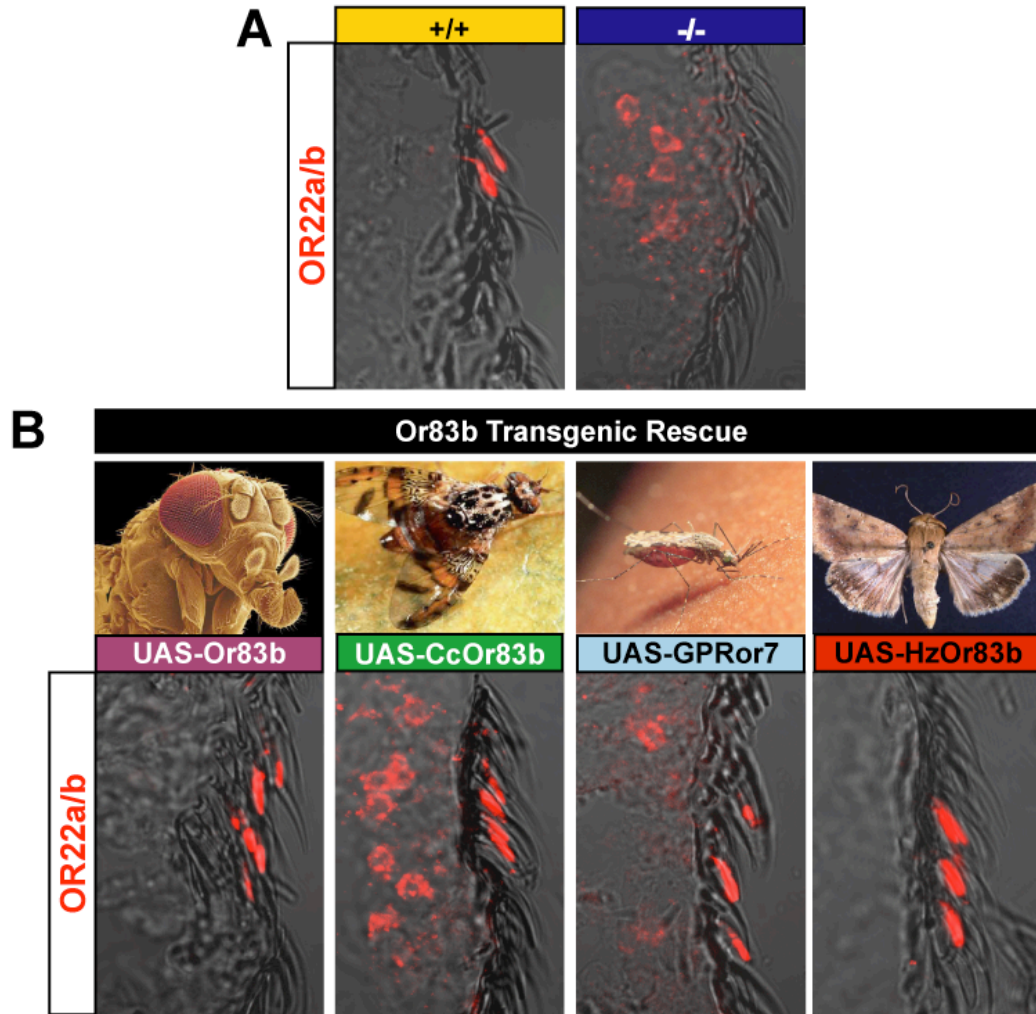 A
+/+
-/-
OR22a/b
B
Or83b Transgenic Rescue
UAS-Or83b
UAS-CcOr83b
UAS-GPRor7
UAS-HzOr83b
OR22a/b